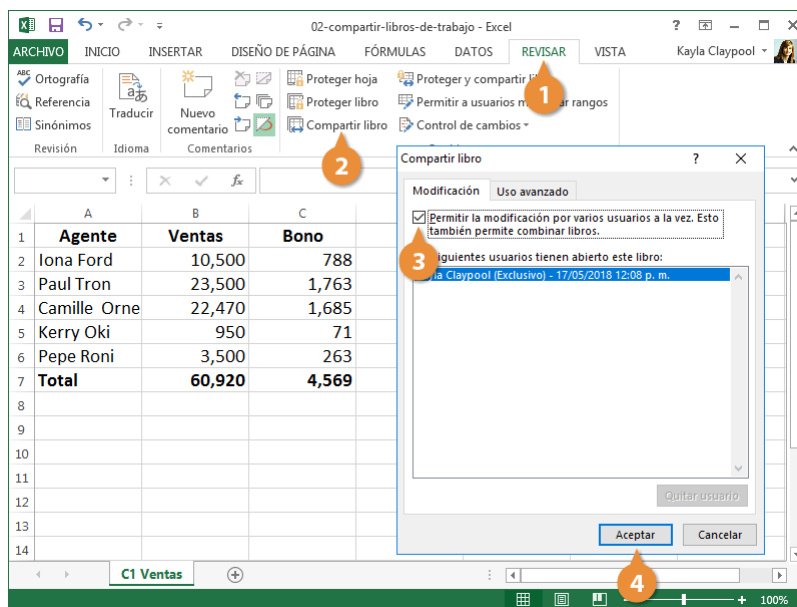 02-compartir-libros-de-trabajo - Excel
ARCHIVO INICIO INSERTAR DISEÑO DE PÁGINA FÓRMULAS DATOS REVISAR VISTA Kayla Claypool
ABC Ortografía
Referencia
Sinónimos
Revisión
Traducir
Idioma
Nuevo
comentario
Comentarios
Proteger hoja
Proteger libro
Compartir libro
Proteger y compartir
Permitir a usuarios rangos
Control de cambios
1
2
fx
Compartir libro
Modificación Uso avanzado
Permitir la modificación por varios usuarios a la vez. Esto
también permite combinar libros.
3
siguientes usuarios tienen abierto este libro:
Claypool (Exclusivo) - 17/05/2018 12:08 p. m.
Quitar usuario
Aceptar Cancelar
4
A B C
1 Agente Ventas Bono
2 Iona Ford 10,500 788
3 Paul Tron 23,500 1,763
4 Camille Orne 22,470 1,685
5 Kerry Oki 950 71
6 Pepe Roni 3,500 263
7 Total 60,920 4,569
8
9
10
11
12
13
14
C1 Ventas
100%